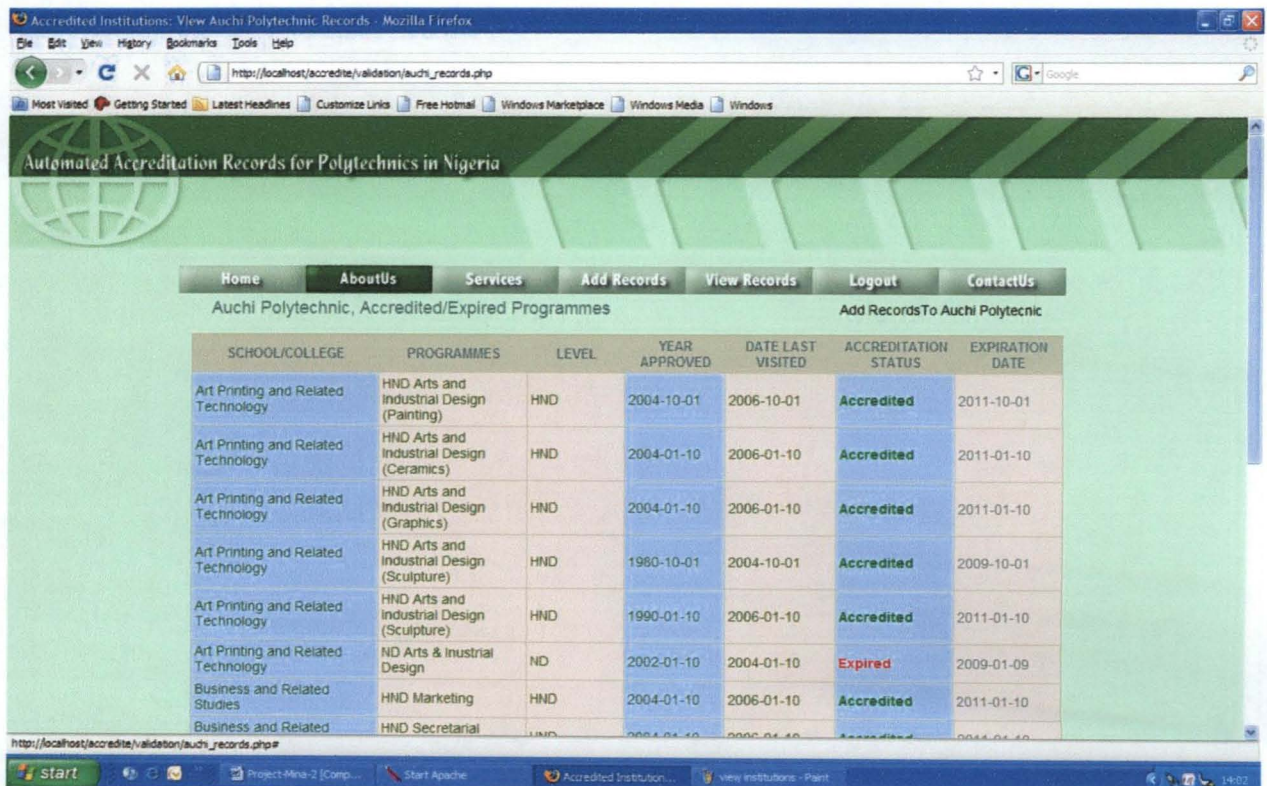 Accredited Institutions: View Auchi Polytechnic Records - Mozilla Firefox
File Edit View History Bookmarks Tools Help
http://localhost/accredite/validation/auchi_records.php
Google
Most Visited Getting Started Latest Headlines Customize Links Free Hotmail Windows Marketplace Windows Media Windows
Automated Accreditation Records for Polytechnics in Nigeria
Home AboutUs Services Add Records View Records Logout ContactUs
Auchi Polytechnic, Accredited/Expired Programmes Add RecordsTo Auchi Polytecnic
SCHOOL/COLLEGE PROGRAMMES LEVEL YEAR APPROVED DATE LAST VISITED ACCREDITATION STATUS EXPIRATION DATE
Art Printing and Related Technology HND Arts and Industrial Design (Painting) HND 2004-10-01 2006-10-01 Accredited 2011-10-01
Art Printing and Related Technology HND Arts and Industrial Design (Ceramics) HND 2004-01-10 2006-01-10 Accredited 2011-01-10
Art Printing and Related Technology HND Arts and Industrial Design (Graphics) HND 2004-01-10 2006-01-10 Accredited 2011-01-10
Art Printing and Related Technology HND Arts and Industrial Design (Sculpture) HND 1980-10-01 2004-10-01 Accredited 2009-10-01
Art Printing and Related Technology HND Arts and Industrial Design (Sculpture) HND 1990-01-10 2006-01-10 Accredited 2011-01-10
Art Printing and Related Technology ND Arts & Inustrial Design ND 2002-01-10 2004-01-10 Expired 2009-01-09
Business and Related Studies HND Marketing HND 2004-01-10 2006-01-10 Accredited 2011-01-10
Business and Related HND Secretarial
http://localhost/accredite/validation/auchi_records.php#
start Project-Mina-2 [Comp... Start Apache Accredited Institution... view institutions - Paint 14:02